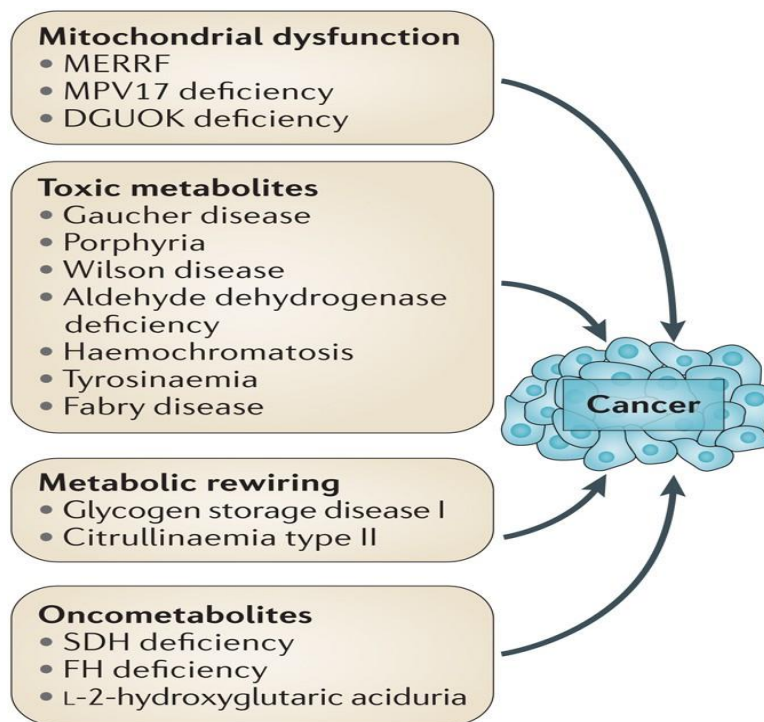 Mitochondrial dysfunction
• MERRF
• MPV17 deficiency
• DGUOK deficiency
Toxic metabolites
• Gaucher disease
• Porphyria
• Wilson disease
• Aldehyde dehydrogenase
deficiency
• Haemochromatosis
• Tyrosinaemia
• Fabry disease
Cancer
Metabolic rewiring
• Glycogen storage disease I
• Citrullinaemia type II
Oncometabolites
• SDH deficiency
• FH deficiency
• L-2-hydroxyglutaric aciduria